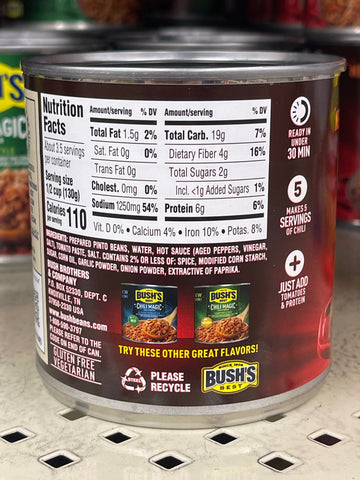 BUSH'S
CHILI MAGIC
Nutrition Facts
About 3.5 servings
per container
Serving size
1/2 cup (130g)
Calories
per serving 110
Amount/serving % DV
Total Fat 1.5g 2%
Sat. Fat 0g 0%
Trans Fat 0g
Cholest. 0mg 0%
Sodium 1250mg 54%
Amount/serving % DV
Total Carb. 19g 7%
Dietary Fiber 4g 16%
Total Sugars 2g
Incl. <1g Added Sugars 1%
Protein 6g 6%
Vit. D 0% • Calcium 4% • Iron 10% • Potas. 8%
INGREDIENTS: PREPARED PINTO BEANS, WATER, HOT SAUCE (AGED PEPPERS, VINEGAR,
SALT), TOMATO PASTE, SALT, CONTAINS 2% OR LESS OF: SPICE, MODIFIED CORN STARCH,
SUGAR, CORN OIL, GARLIC POWDER, ONION POWDER, EXTRACTIVE OF PAPRIKA.
BUSH BROTHERS
& COMPANY
P.O. BOX 52330, DEPT. C
KNOXVILLE, TN
37950-2330 USA
www.bushbeans.com
PLEASE REFER TO THE
CODE ON END OF CAN.
GLUTEN FREE
VEGETARIAN
BUSH'S
CHILI MAGIC
BUSH'S
CHILI MAGIC
TRY THESE OTHER GREAT FLAVORS!
PLEASE
RECYCLE
SINCE 1908
BUSH'S
BEST
READY IN
UNDER
30 MIN
5
MAKES 5
SERVINGS
OF CHILI
+
JUST ADD
TOMATOES
& PROTEIN